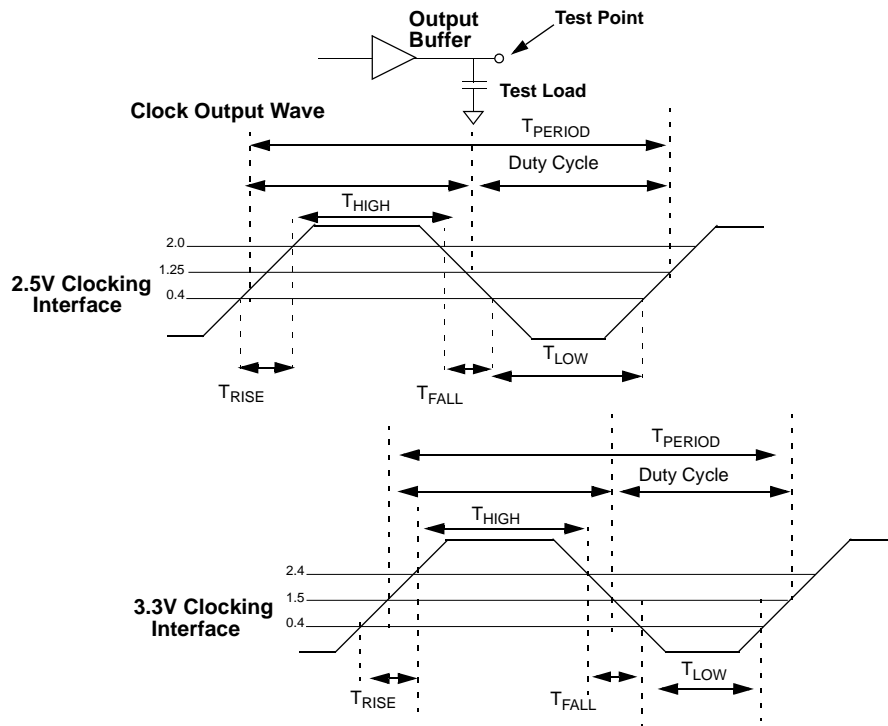 Output
Buffer
Test Point
Test Load
Clock Output Wave
TPERIOD
Duty Cycle
THIGH
2.0
1.25
0.4
2.5V Clocking
Interface
TLOW
TRISE
TFALL
TPERIOD
Duty Cycle
THIGH
2.4
1.5
0.4
3.3V Clocking
Interface
TLOW
TRISE
TFALL